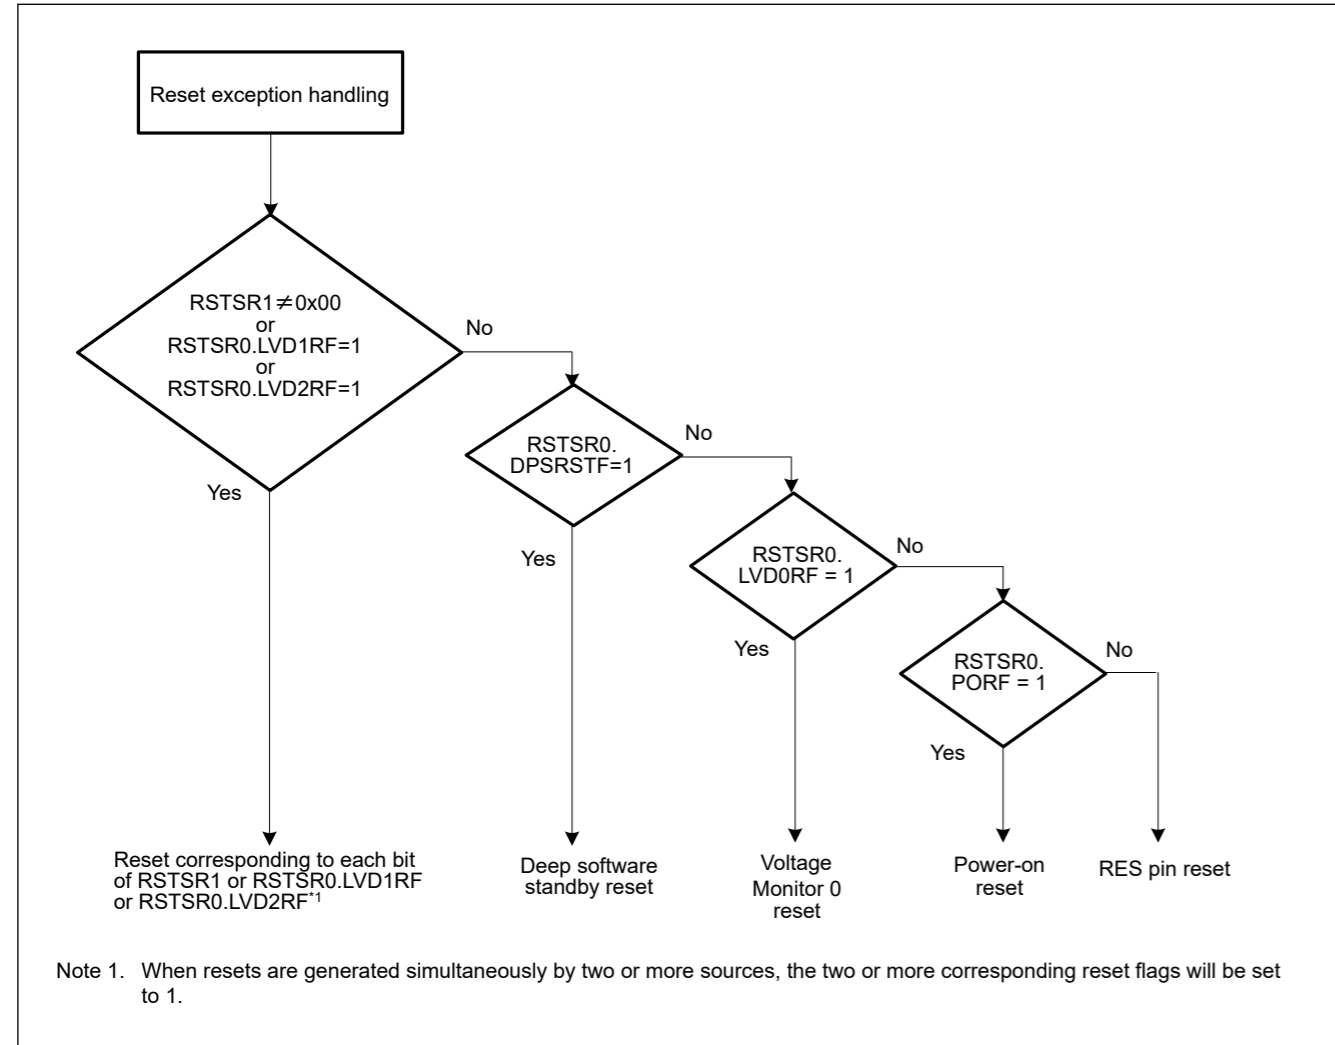 Reset exception handling
RSTSR1≠0x00
or
RSTSR0.LVD1RF=1
or
RSTSR0.LVD2RF=1
No
Yes
RSTSR0.
DPSRSTF=1
No
Yes
RSTSR0.
LVD0RF = 1
No
Yes
RSTSR0.
PORF = 1
No
Yes
Reset corresponding to each bit
of RSTSR1 or RSTSR0.LVD1RF
or RSTSR0.LVD2RF*1
Deep software
standby reset
Voltage
Monitor 0
reset
Power-on
reset
RES pin reset
Note 1. When resets are generated simultaneously by two or more sources, the two or more corresponding reset flags will be set
to 1.